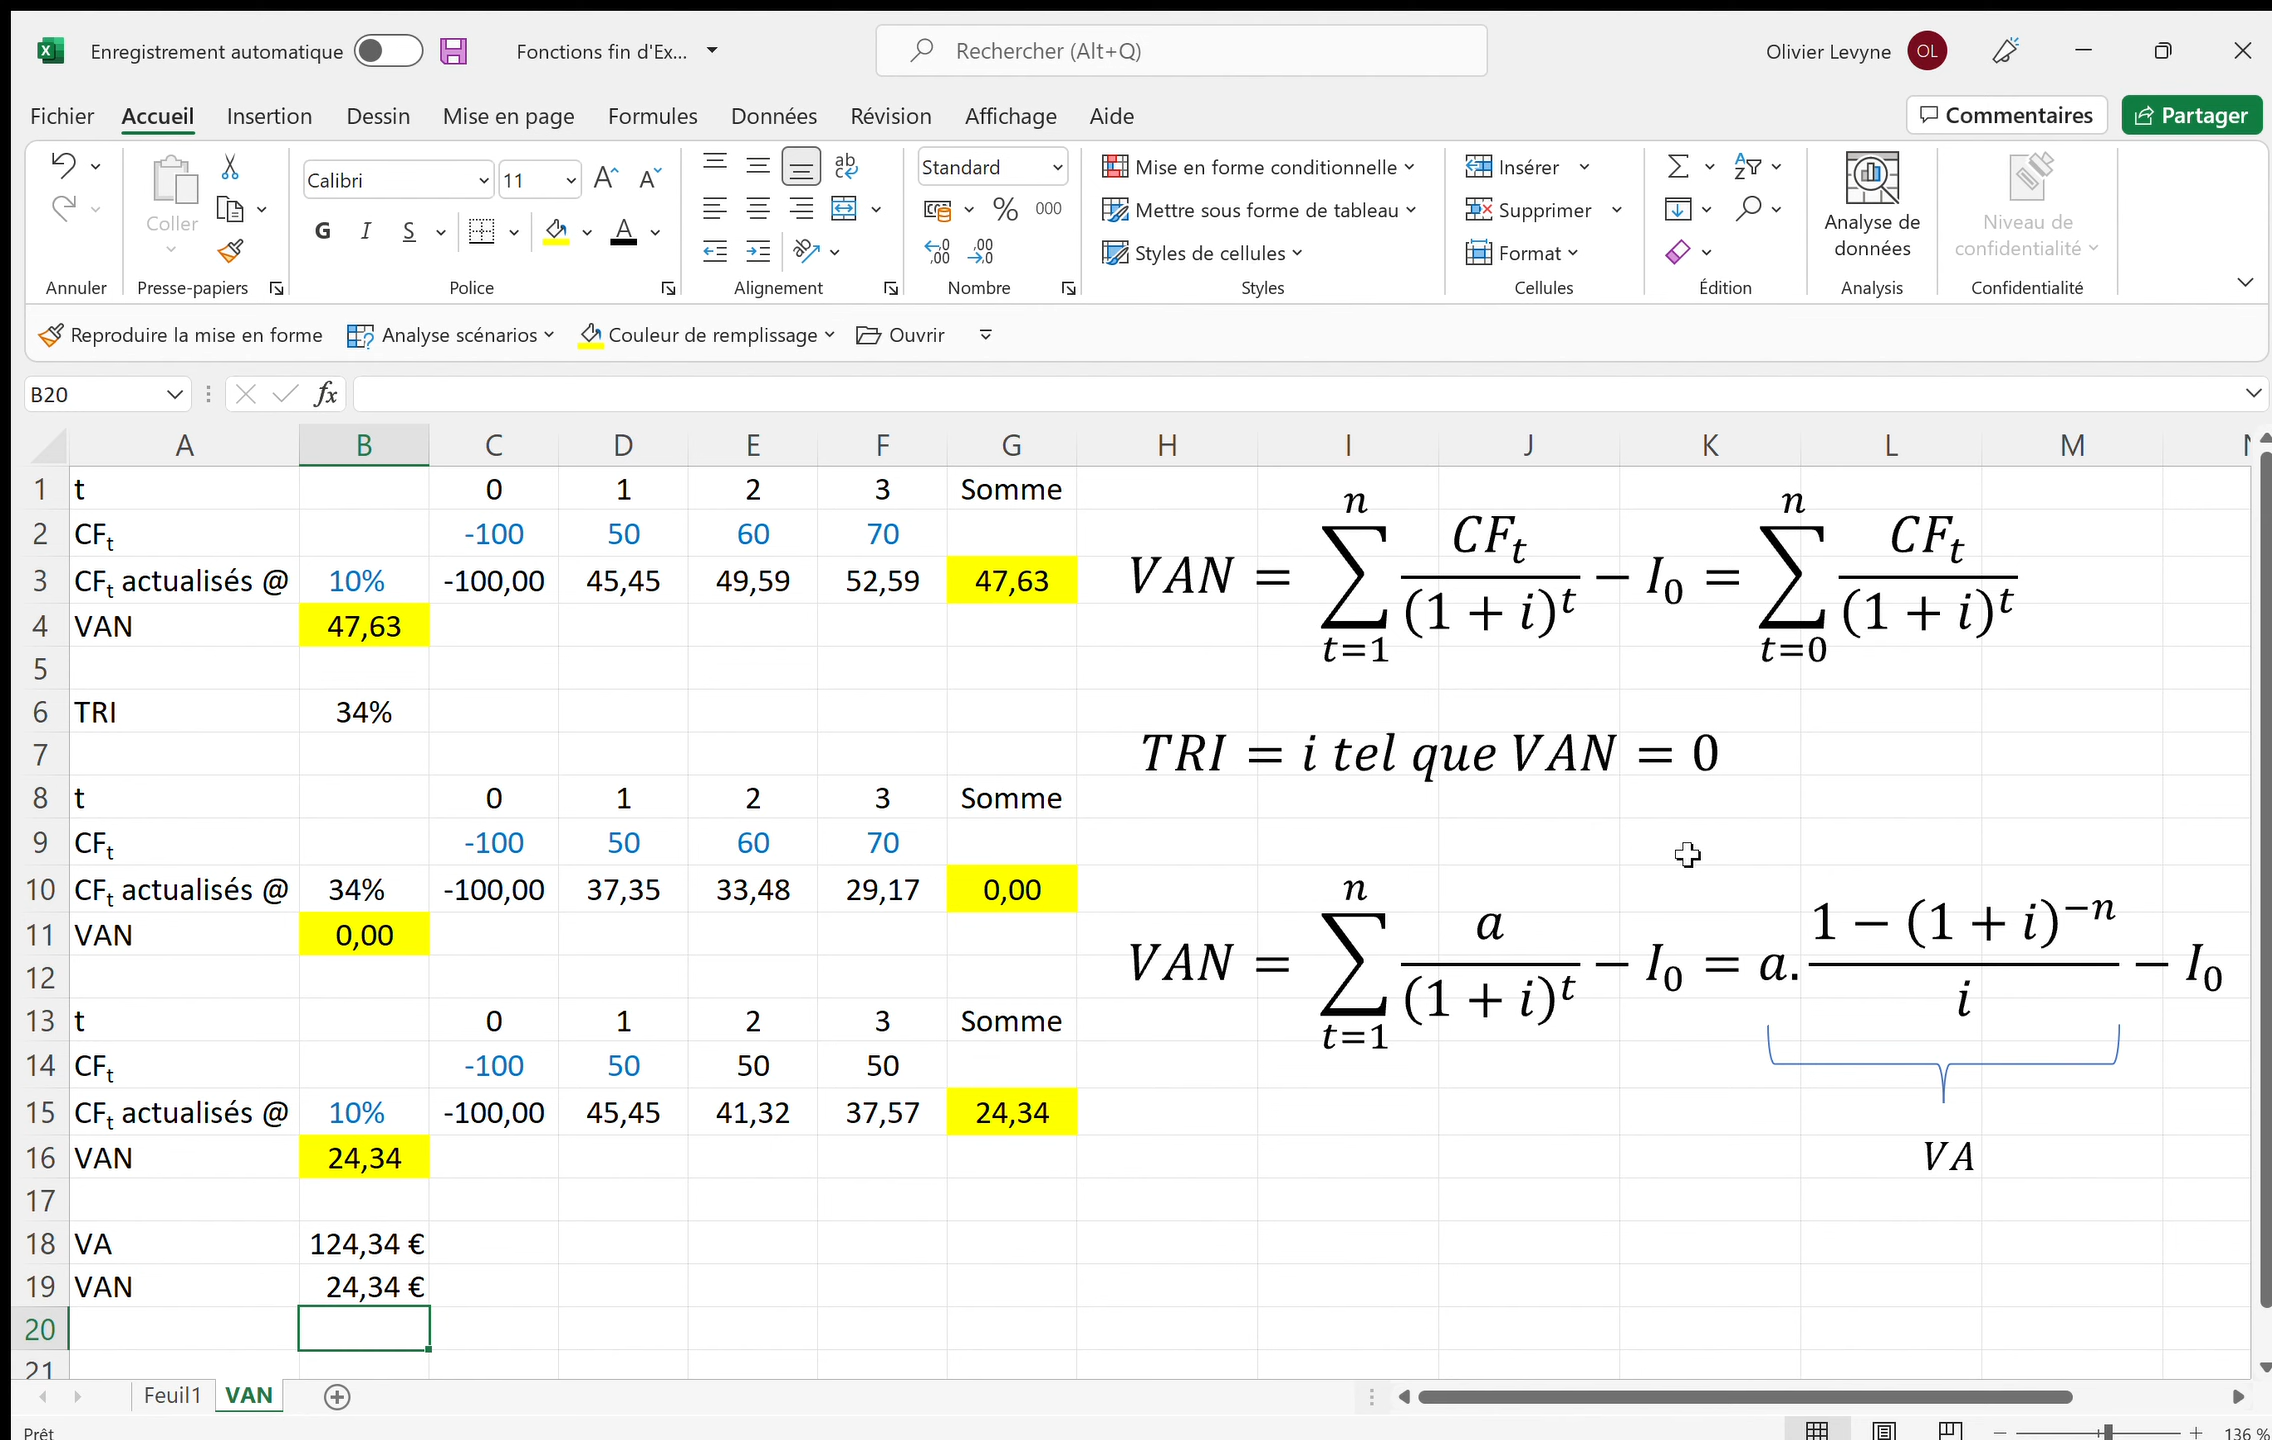 Enregistrement automatique
Fonctions fin d'Ex...
Rechercher (Alt+Q)
Olivier Levyne
OL
Fichier Accueil Insertion Dessin Mise en page Formules Données Révision Affichage Aide
Commentaires
Partager
Coller
Calibri 11
G I S
Standard
% 000
Mise en forme conditionnelle
Mettre sous forme de tableau
Styles de cellules
Insérer
Supprimer
Format
Analyse de données
Niveau de confidentialité
Annuler Presse-papiers Police Alignement Nombre Styles Cellules Édition Analysis Confidentialité
Reproduire la mise en forme Analyse scénarios Couleur de remplissage Ouvrir
B20 fx
A B C D E F G H I J K L M
1 t 0 1 2 3 Somme
2 CFt -100 50 60 70
3 CFt actualisés @ 10% -100,00 45,45 49,59 52,59 47,63
4 VAN 47,63
5
6 TRI 34%
7
8 t 0 1 2 3 Somme
9 CFt -100 50 60 70
10 CFt actualisés @ 34% -100,00 37,35 33,48 29,17 0,00
11 VAN 0,00
12
13 t 0 1 2 3 Somme
14 CFt -100 50 50 50
15 CFt actualisés @ 10% -100,00 45,45 41,32 37,57 24,34
16 VAN 24,34
17
18 VA 124,34 €
19 VAN 24,34 €
20
21
VAN = ∑_{t=1}^{n} CF_t / (1 + i)^t − I_0 = ∑_{t=0}^{n} CF_t / (1 + i)^t
TRI = i tel que VAN = 0
VAN = ∑_{t=1}^{n} a / (1 + i)^t − I_0 = a. 1 − (1 + i)^{−n} / i − I_0
VA
Feuil1 VAN
Prêt
136 %